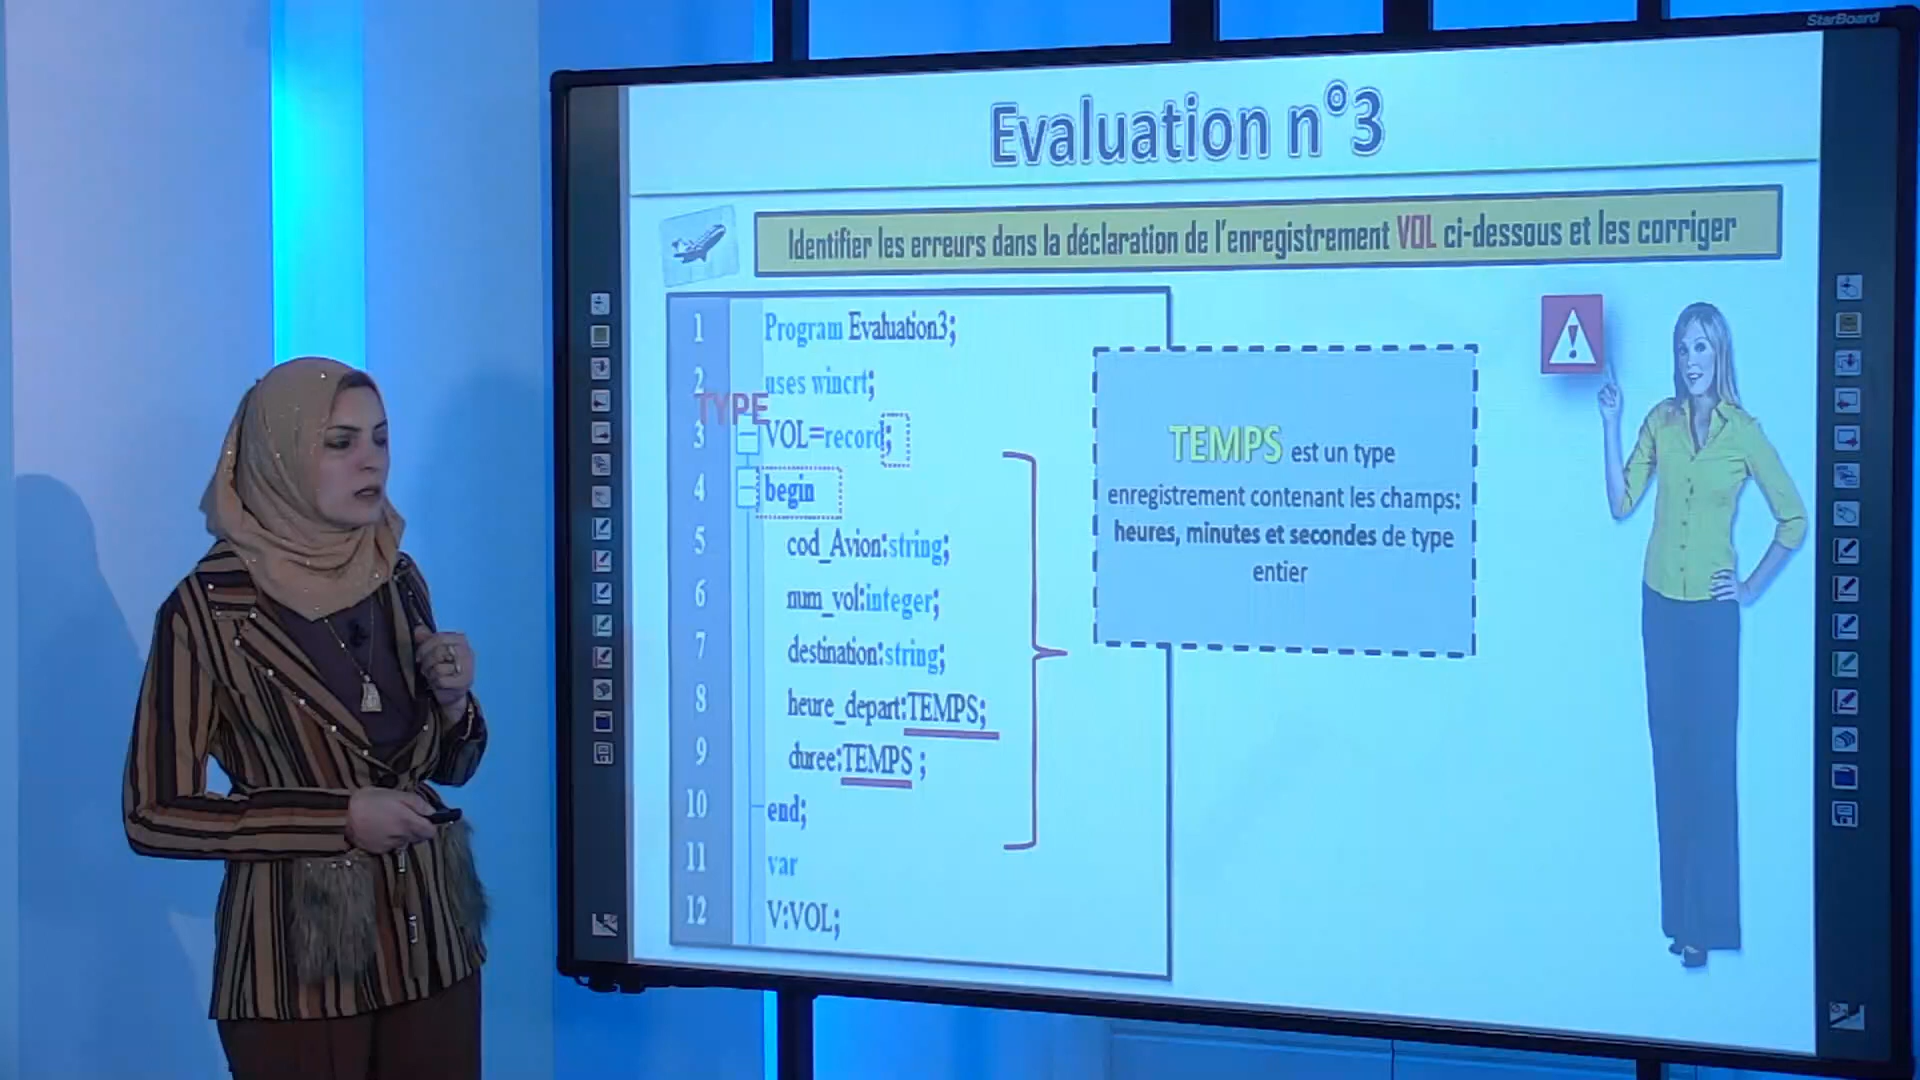 StarBoard
Evaluation n°3
Identifier les erreurs dans la déclaration de l'enregistrement VOL ci-dessous et les corriger
1 Program Evaluation3;
2 uses wincrt;
TYPE
3 VOL=record;
4 begin
5 cod_Avion:string;
6 num_vol:integer;
7 destination:string;
8 heure_depart:TEMPS;
9 duree:TEMPS ;
10 end;
11 var
12 V:VOL;
TEMPS est un type
enregistrement contenant les champs:
heures, minutes et secondes de type
entier